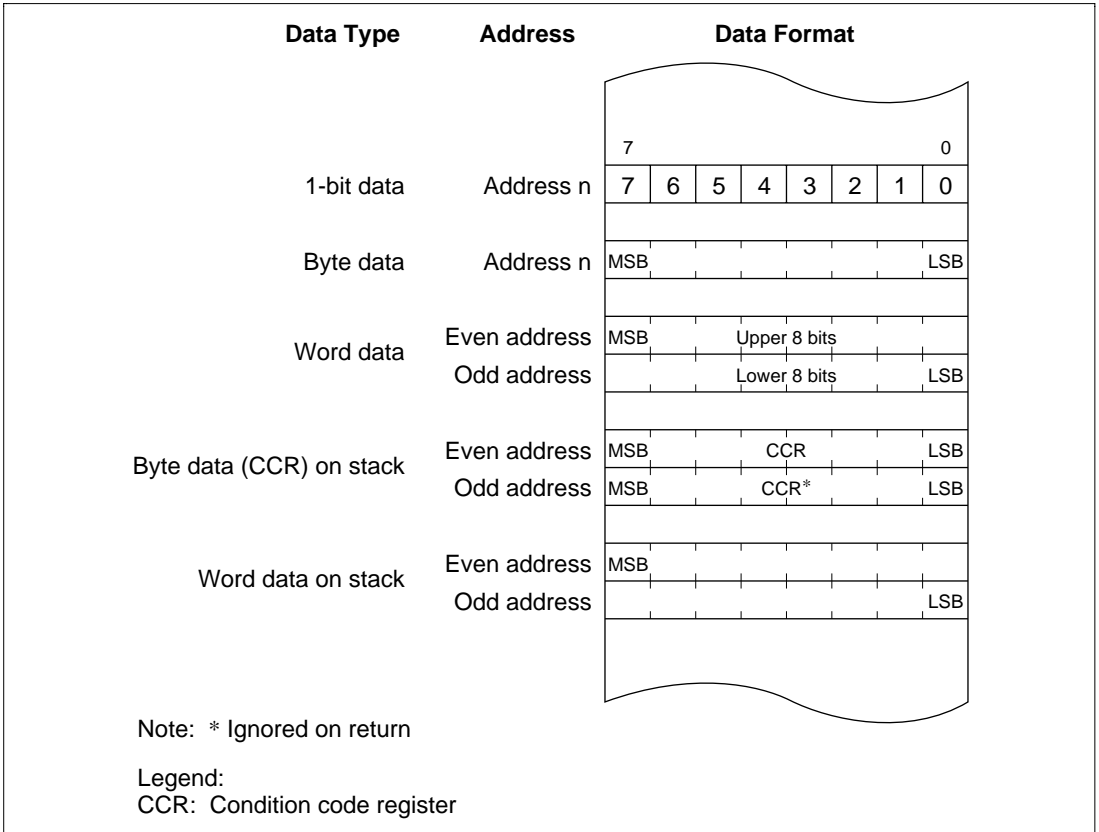 Data Type Address Data Format
7 0
1-bit data Address n 7 6 5 4 3 2 1 0
Byte data Address n MSB LSB
Word data
Even address MSB Upper 8 bits
Odd address Lower 8 bits LSB
Byte data (CCR) on stack
Even address MSB CCR LSB
Odd address MSB CCR* LSB
Word data on stack
Even address MSB
Odd address LSB
Note: * Ignored on return
Legend:
CCR: Condition code register